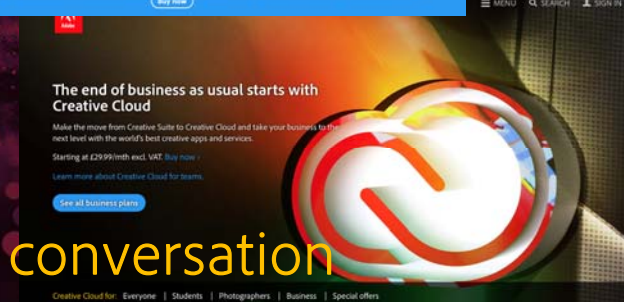 Buy now
MENU SEARCH SIGN IN
Adobe
The end of business as usual starts with
Creative Cloud
Make the move from Creative Suite to Creative Cloud and take your business to the
next level with the world's best creative apps and services.
Starting at £29.99/mth excl. VAT. Buy now ›
Learn more about Creative Cloud for teams.
See all business plans
conversation
Creative Cloud for: Everyone | Students | Photographers | Business | Special offers